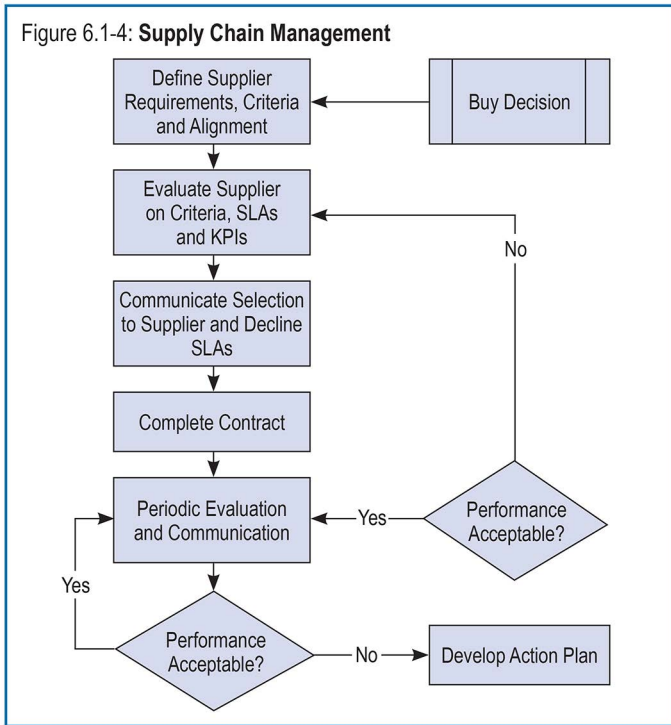 Figure 6.1-4: Supply Chain Management
Define Supplier
Requirements, Criteria
and Alignment
Buy Decision
Evaluate Supplier
on Criteria, SLAs
and KPIs
No
Communicate Selection
to Supplier and Decline
SLAs
Complete Contract
Periodic Evaluation
and Communication
Yes
Performance
Acceptable?
Yes
Performance
Acceptable?
No
Develop Action Plan